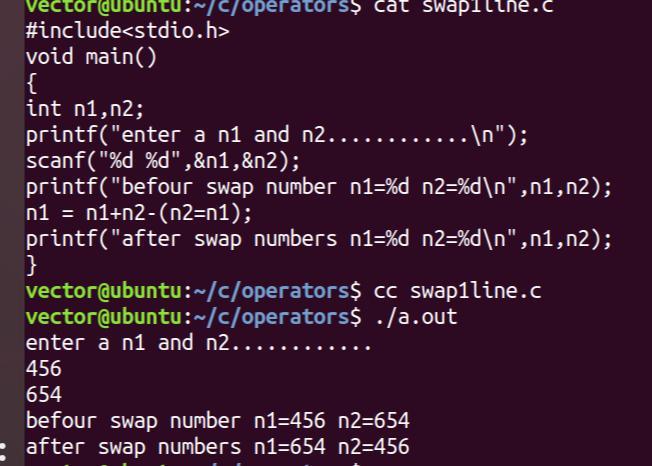 vector@ubuntu:~/c/operators$ cat swap1line.c
#include<stdio.h>
void main()
{
int n1,n2;
printf("enter a n1 and n2............\n");
scanf("%d %d",&n1,&n2);
printf("befour swap number n1=%d n2=%d\n",n1,n2);
n1 = n1+n2-(n2=n1);
printf("after swap numbers n1=%d n2=%d\n",n1,n2);
}
vector@ubuntu:~/c/operators$ cc swap1line.c
vector@ubuntu:~/c/operators$ ./a.out
enter a n1 and n2............
456
654
befour swap number n1=456 n2=654
after swap numbers n1=654 n2=456